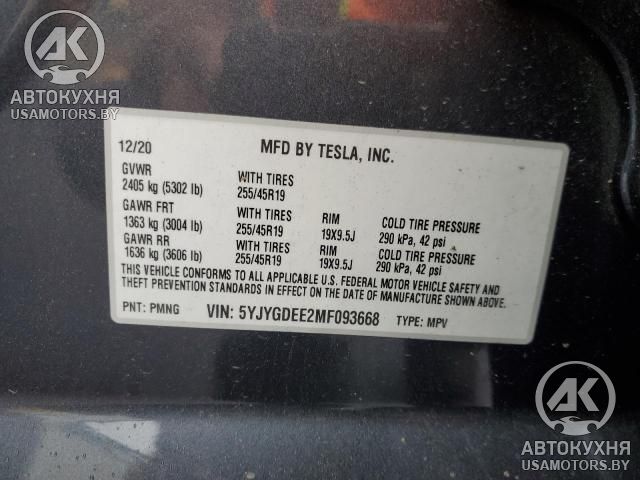 AK
АВТОКУХНЯ
USAMOTORS.BY
12/20 MFD BY TESLA, INC.
GVWR
2405 kg (5302 lb) WITH TIRES 255/45R19
GAWR FRT
1363 kg (3004 lb) WITH TIRES 255/45R19 RIM 19X9.5J COLD TIRE PRESSURE 290 kPa, 42 psi
GAWR RR
1636 kg (3606 lb) WITH TIRES 255/45R19 RIM 19X9.5J COLD TIRE PRESSURE 290 kPa, 42 psi
THIS VEHICLE CONFORMS TO ALL APPLICABLE U.S. FEDERAL MOTOR VEHICLE SAFETY AND
THEFT PREVENTION STANDARDS IN EFFECT ON THE DATE OF MANUFACTURE SHOWN ABOVE.
PNT: PMNG VIN: 5YJYGDEE2MF093668 TYPE: MPV
AK
АВТОКУХНЯ
USAMOTORS.BY